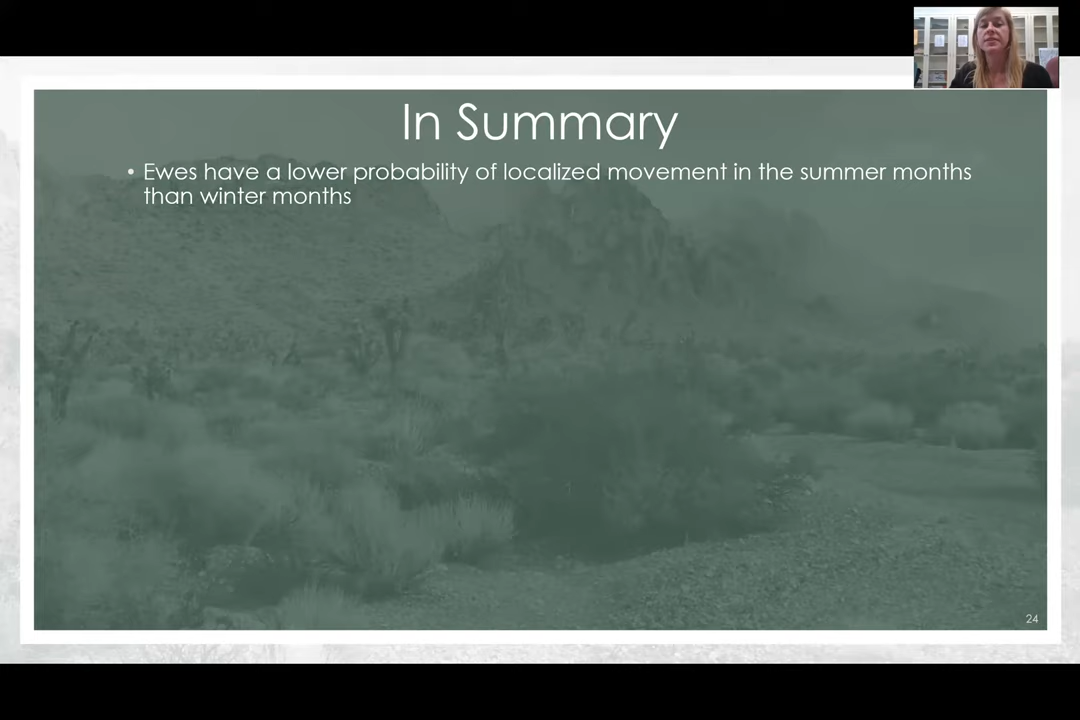 In Summary
• Ewes have a lower probability of localized movement in the summer months
than winter months
24